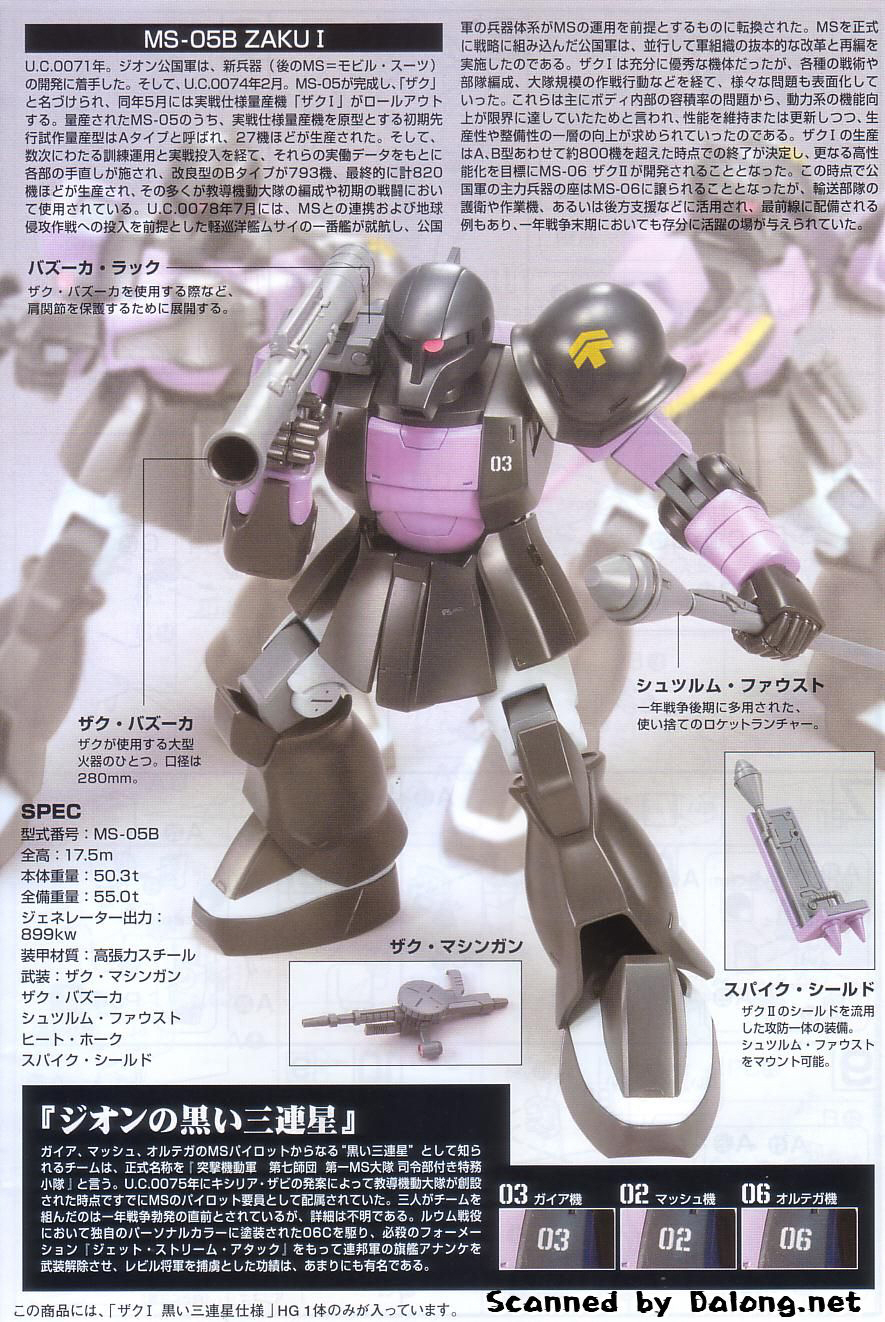 MS-05B ZAKU I
U.C.0071年。ジオン公国軍は、新兵器（後のMS＝モビル・スーツ）
の開発に着手した。そして、U.C.0074年2月。MS-05が完成し、「ザク」
と名づけられ、同年5月には実戦仕様量産機「ザクⅠ」がロールアウト
する。量産されたMS-05のうち、実戦仕様量産機を原型とする初期先
行試作量産型はAタイプと呼ばれ、27機ほどが生産された。そして、
数次にわたる訓練運用と実戦投入を経て、それらの実働データをもとに
各部の手直しが施され、改良型のBタイプが793機、最終的に計820
機ほどが生産され、その多くが教導機動大隊の編成や初期の戦闘におい
て使用されている。U.C.0078年7月には、MSとの連携および地球
侵攻作戦への投入を前提とした軽巡洋艦ムサイの一番艦が就航し、公国
軍の兵器体系がMSの運用を前提とするものに転換された。MSを正式
に戦略に組み込んだ公国軍は、並行して軍組織の抜本的な改革と再編を
実施したのである。ザクⅠは充分に優秀な機体だったが、各種の戦術や
部隊編成、大隊規模の作戦行動などを経て、様々な問題も表面化して
いった。これらは主にボディ内部の容積率の問題から、動力系の機能向
上が限界に達していたためと言われ、性能を維持または更新しつつ、生
産性や整備性の一層の向上が求められていったのである。ザクⅠの生産
はA、B型あわせて約800機を超えた時点での終了が決定し、更なる高性
能化を目標にMS-06 ザクⅡが開発されることとなった。この時点で公
国軍の主力兵器の座はMS-06に譲られることとなったが、輸送部隊の
護衛や作業機、あるいは後方支援などに活用され、最前線に配備される
例もあり、一年戦争末期においても存分に活躍の場が与えられていた。
バズーカ・ラック
ザク・バズーカを使用する際など、
肩関節を保護するために展開する。
03
ザク・バズーカ
ザクが使用する大型
火器のひとつ。口径は
280mm。
シュツルム・ファウスト
一年戦争後期に多用された、
使い捨てのロケットランチャー。
SPEC
型式番号：MS-05B
全高：17.5m
本体重量：50.3t
全備重量：55.0t
ジェネレーター出力：
899kw
装甲材質：高張力スチール
武装：ザク・マシンガン
ザク・バズーカ
シュツルム・ファウスト
ヒート・ホーク
スパイク・シールド
ザク・マシンガン
スパイク・シールド
ザクⅡのシールドを流用
した攻防一体の装備。
シュツルム・ファウスト
をマウント可能。
『ジオンの黒い三連星』
ガイア、マッシュ、オルテガのMSパイロットからなる“黒い三連星”として知ら
れるチームは、正式名称を『突撃機動軍　第七師団　第一MS大隊 司令部付き特務
小隊』と言う。U.C.0075年にキシリア・ザビの発案によって教導機動大隊が創設
された時点ですでにMSのパイロット要員として配属されていた。三人がチームを
組んだのは一年戦争勃発の直前とされているが、詳細は不明である。ルウム戦役
において独自のパーソナルカラーに塗装された06Cを駆り、必殺のフォーメー
ション『ジェット・ストリーム・アタック』をもって連邦軍の旗艦アナンケを
武装解除させ、レビル将軍を捕虜とした功績は、あまりにも有名である。
03 ガイア機
02 マッシュ機
06 オルテガ機
03
02
06
この商品には、「ザクⅠ 黒い三連星仕様」HG 1体のみが入っています。
Scanned by Dalong.net